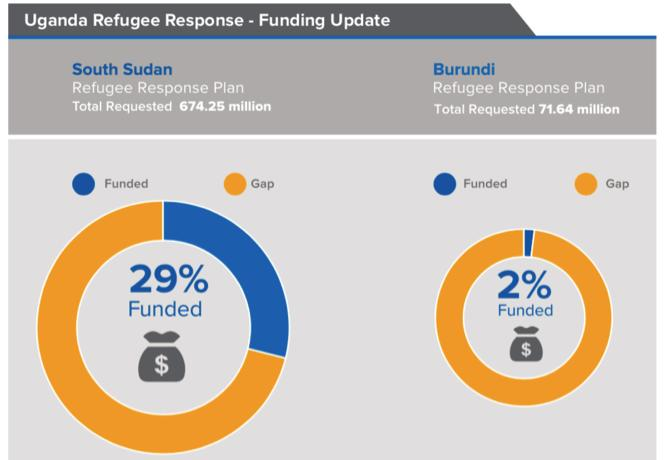 Uganda Refugee Response - Funding Update
South Sudan
Refugee Response Plan
Total Requested 674.25 million
Burundi
Refugee Response Plan
Total Requested 71.64 million
Funded
Gap
29%
Funded
$
Funded
Gap
2%
Funded
$